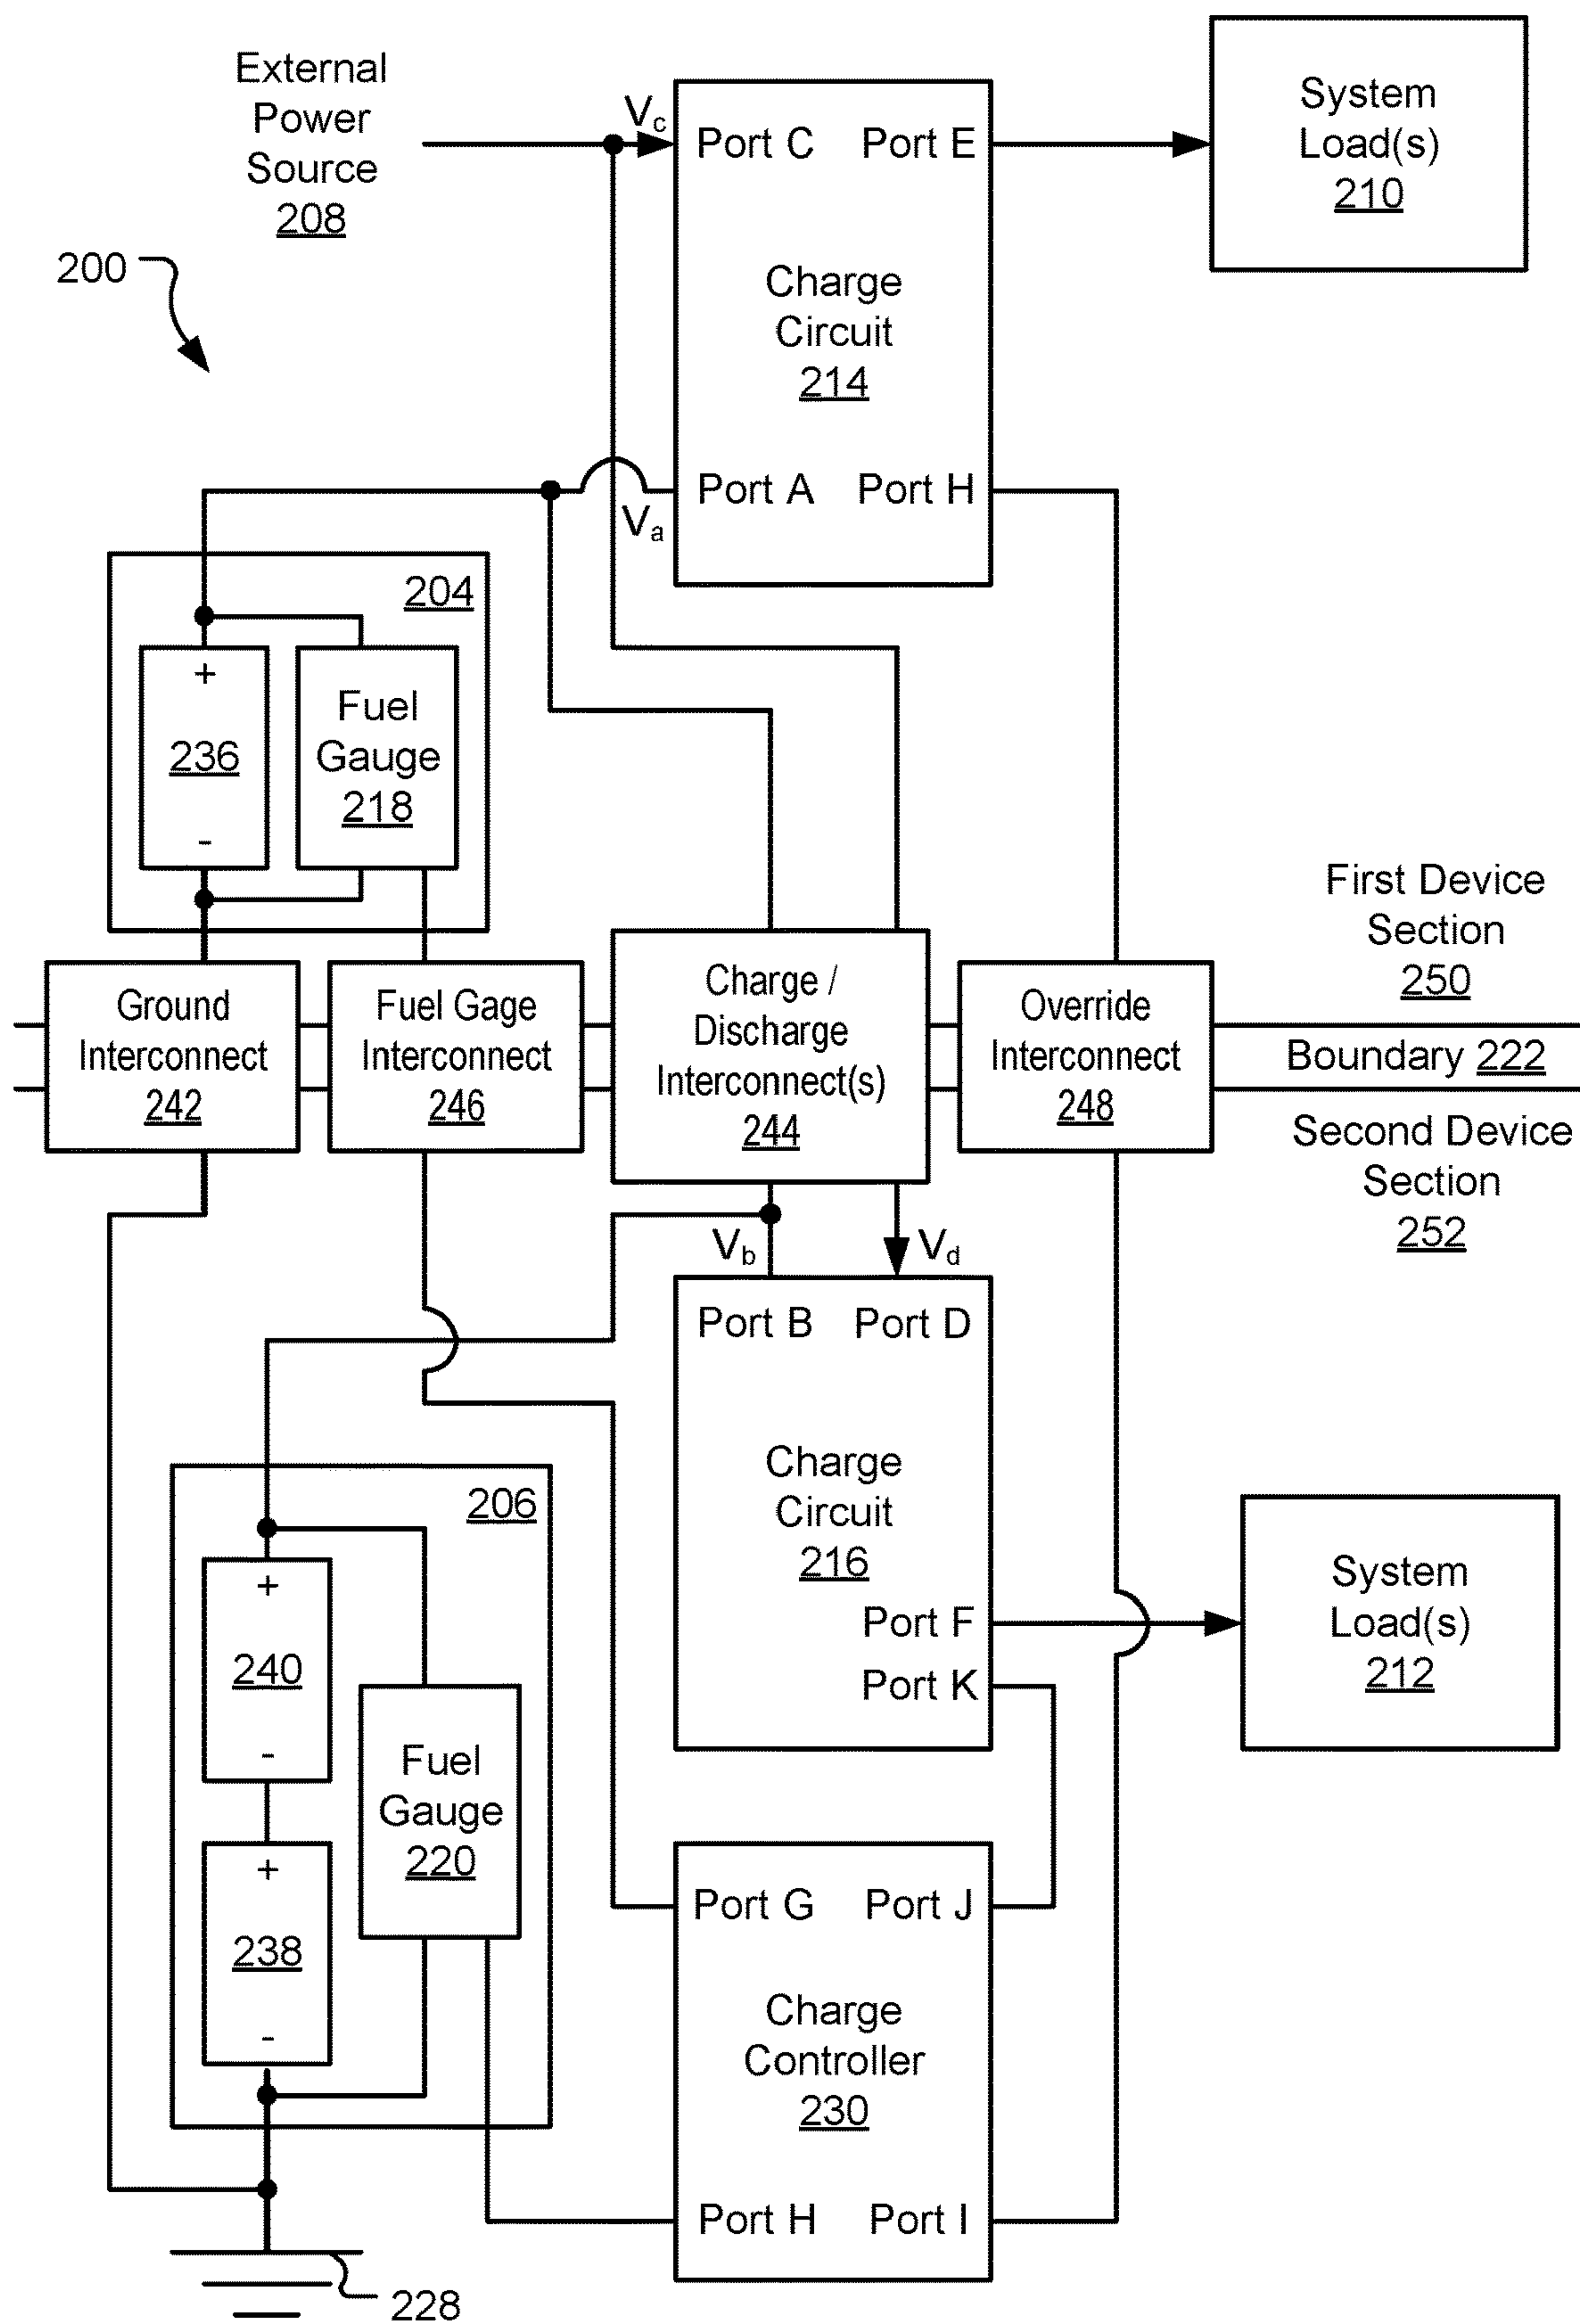 External
Power
Source
208
200
Vc
Port C
Port E
Charge
Circuit
214
Port A
Port H
Va
System
Load(s)
210
204
+
236
-
Fuel
Gauge
218
First Device
Section
250
Ground
Interconnect
242
Fuel Gage
Interconnect
246
Charge /
Discharge
Interconnect(s)
244
Override
Interconnect
248
Boundary 222
Second Device
Section
252
Vb
Vd
Port B
Port D
Charge
Circuit
216
Port F
Port K
System
Load(s)
212
206
+
240
-
+
238
-
Fuel
Gauge
220
Port G
Port J
Charge
Controller
230
Port H
Port I
228